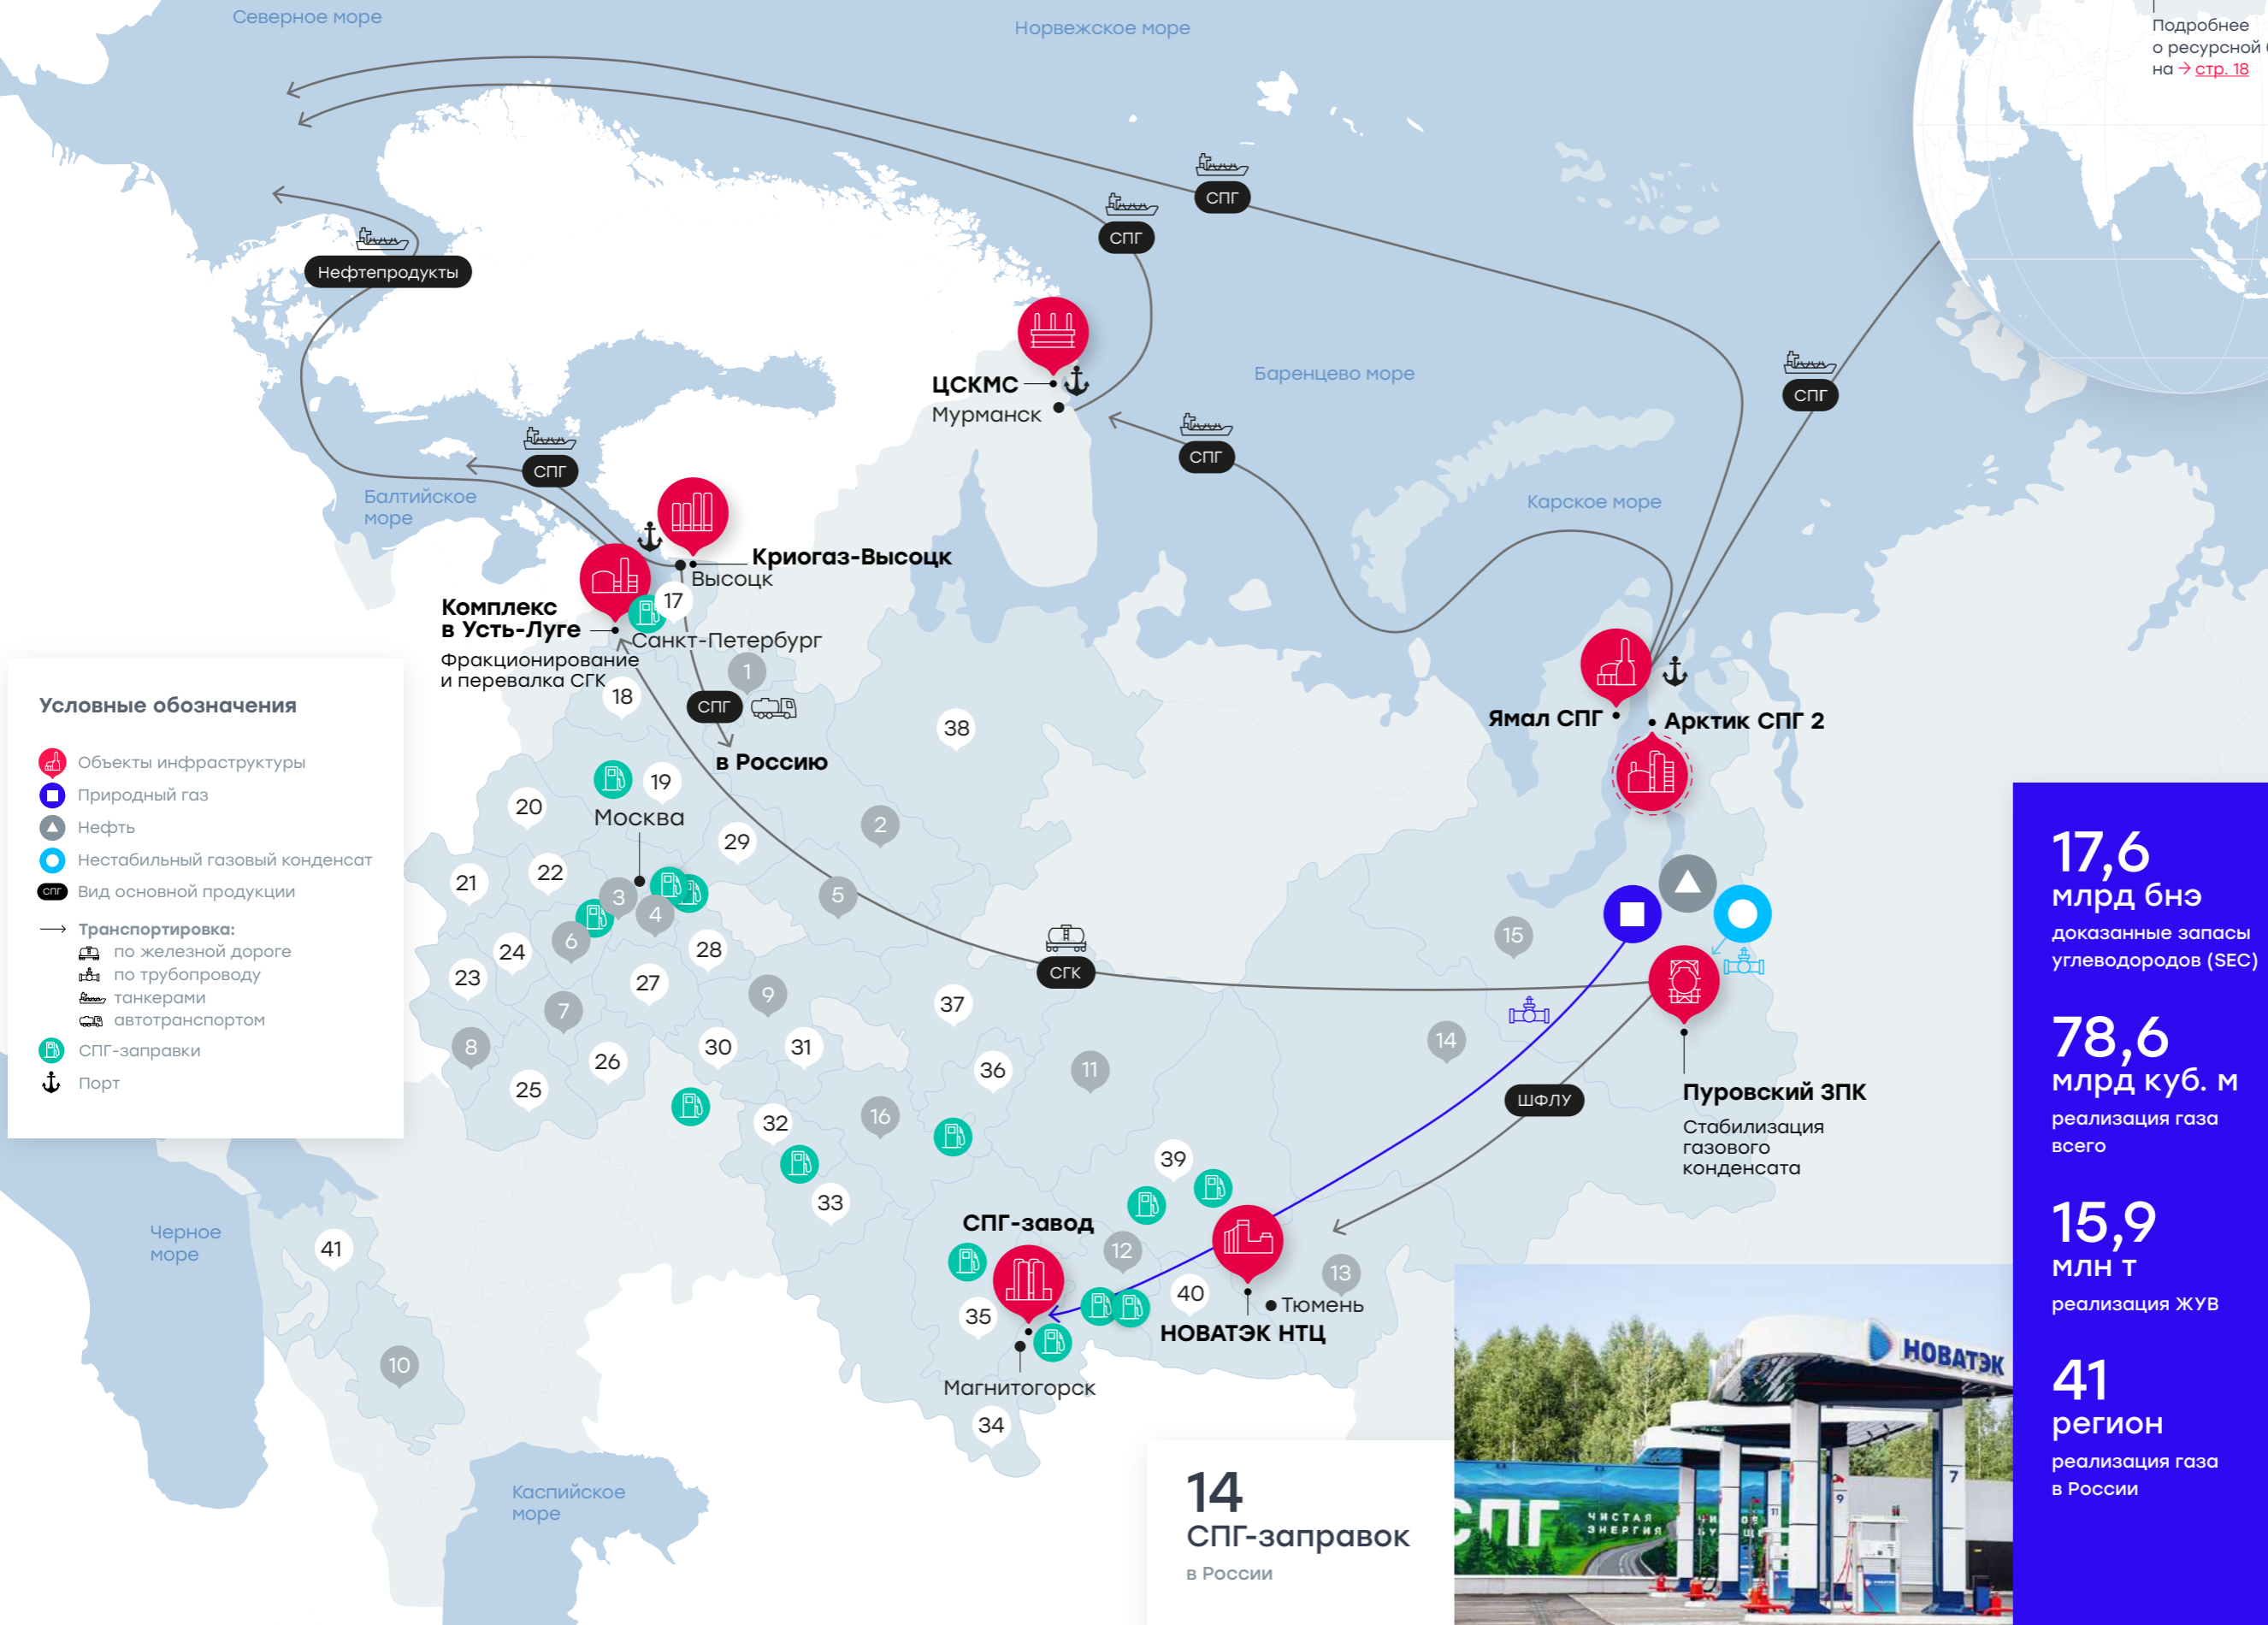 Северное море
Норвежское море
Подробнее
о ресурсной
на → стр. 18
СПГ
СПГ
Нефтепродукты
ЦСКМС
Мурманск
Баренцево море
СПГ
СПГ
СПГ
Балтийское
море
Карское море
Криогаз-Высоцк
Высоцк
Комплекс
в Усть-Луге
17
Санкт-Петербург
Фракционирование
и перевалка СГК
1
18
СПГ
в Россию
38
Ямал СПГ
Арктик СПГ 2
Условные обозначения
Объекты инфраструктуры
Природный газ
Нефть
Нестабильный газовый конденсат
СПГ Вид основной продукции
Транспортировка:
по железной дороге
по трубопроводу
танкерами
автотранспортом
СПГ-заправки
Порт
19
20
Москва
2
29
22
21
3
4
5
6
28
24
23
27
9
7
8
26
30
31
25
37
36
11
32
16
33
СГК
15
14
ШФЛУ
Пуровский ЗПК
Стабилизация
газового
конденсата
39
СПГ-завод
12
13
40
Тюмень
НОВАТЭК НТЦ
35
Магнитогорск
34
Черное
море
41
10
Каспийское
море
14
СПГ-заправок
в России
НОВАТЭК
7
9
11
СПГ
ЧИСТАЯ
ЭНЕРГИЯ
17,6
млрд бнэ
доказанные запасы
углеводородов (SEC)
78,6
млрд куб. м
реализация газа
всего
15,9
млн т
реализация ЖУВ
41
регион
реализация газа
в России